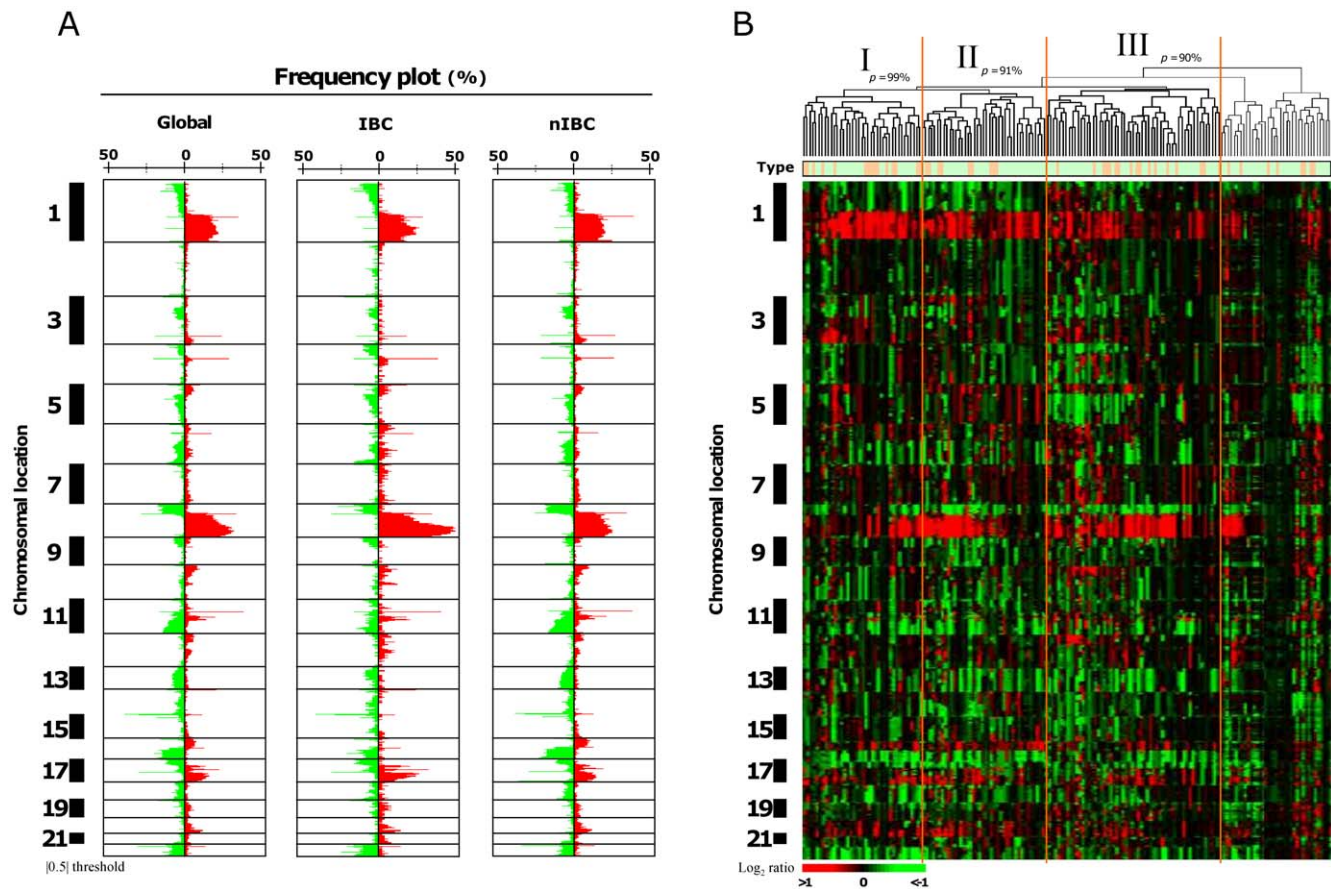 A
Frequency plot (%)
Global IBC nIBC
50 0 50 50 0 50 50 0 50
Chromosomal location
1
3
5
7
9
11
13
15
17
19
21
|0.5| threshold
B
I p = 99% II p = 91% III p = 90%
Type
Chromosomal location
1
3
5
7
9
11
13
15
17
19
21
Log2 ratio
>1 0 <-1